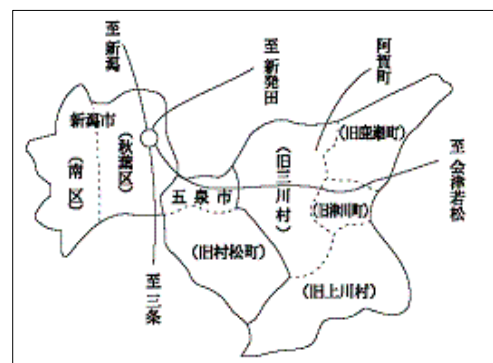 至新潟
至新発田
阿賀町
新潟市
(南区)
(秋葉区)
五泉市
(旧三川村)
(旧鹿瀬町)
至会津若松
(旧津川町)
(旧村松町)
至三条
(旧上川村)